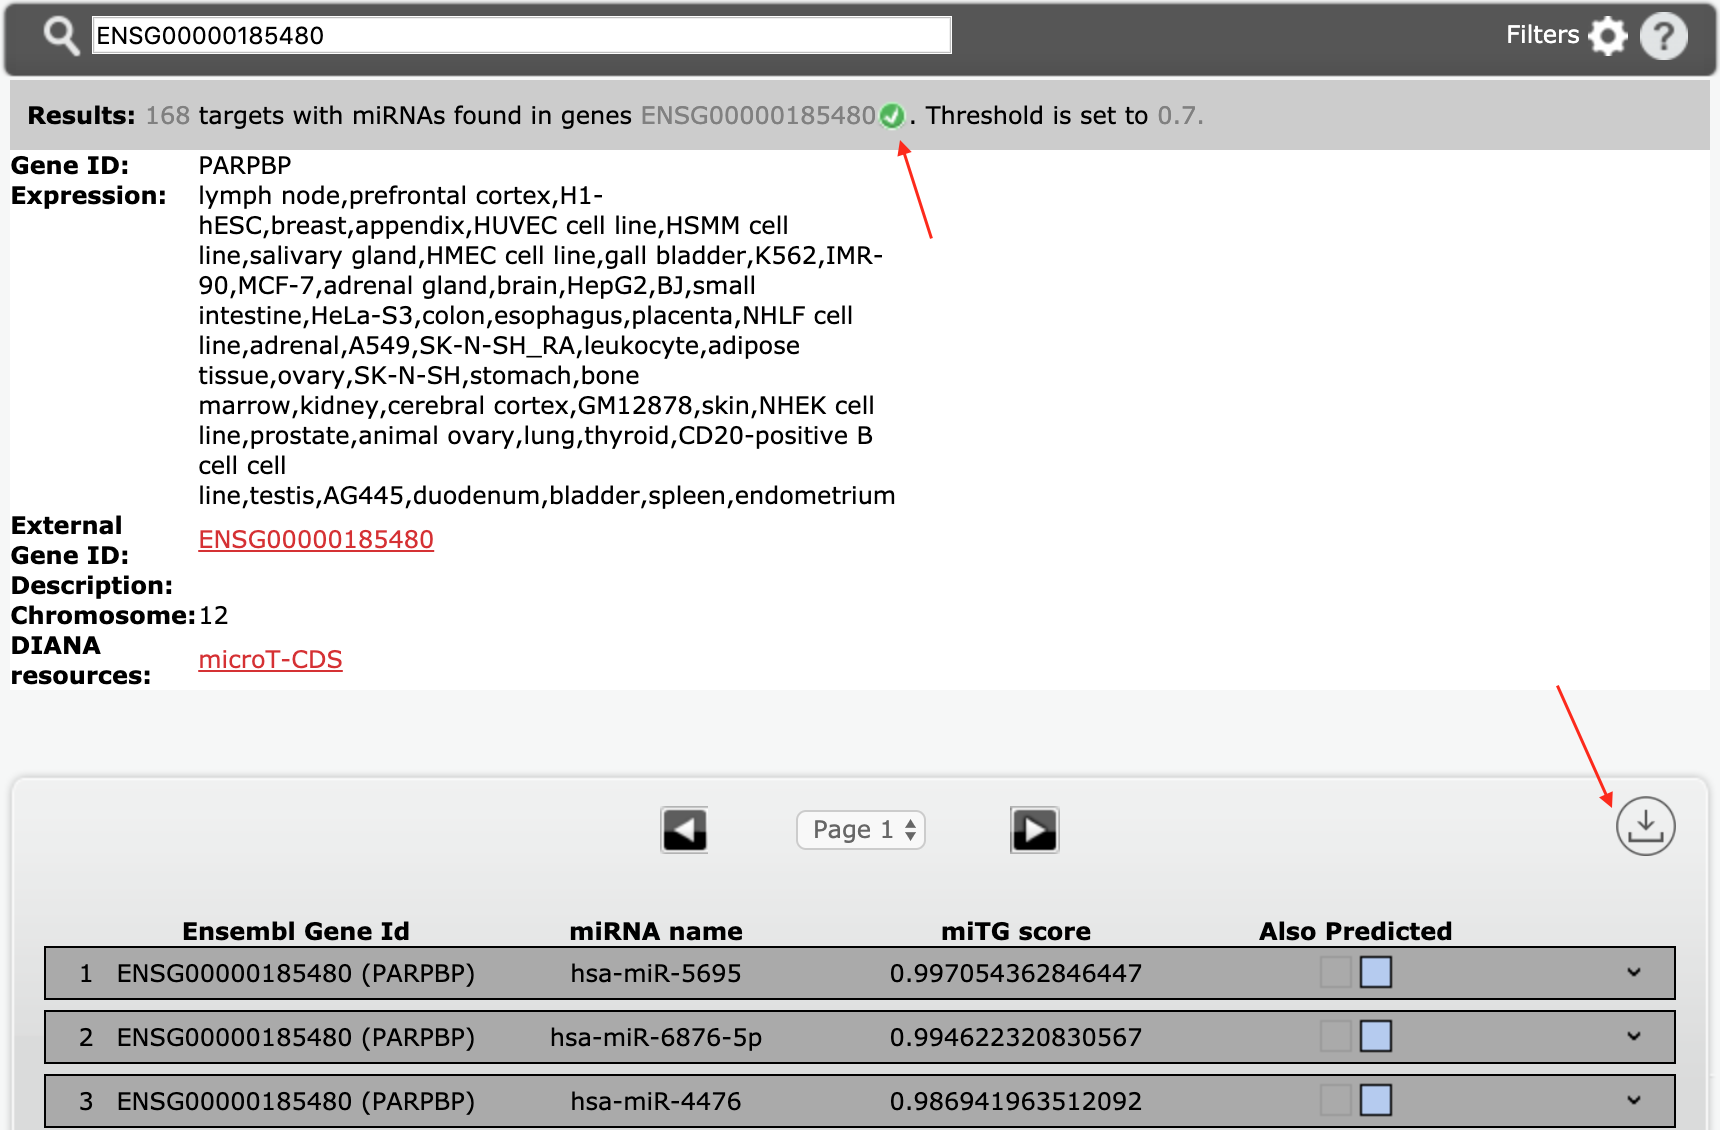 ENSG00000185480
Filters
?
Results: 168 targets with miRNAs found in genes ENSG00000185480. Threshold is set to 0.7.
Gene ID: PARPBP
Expression: lymph node,prefrontal cortex,H1-
hESC,breast,appendix,HUVEC cell line,HSMM cell
line,salivary gland,HMEC cell line,gall bladder,K562,IMR-
90,MCF-7,adrenal gland,brain,HepG2,BJ,small
intestine,HeLa-S3,colon,esophagus,placenta,NHLF cell
line,adrenal,A549,SK-N-SH_RA,leukocyte,adipose
tissue,ovary,SK-N-SH,stomach,bone
marrow,kidney,cerebral cortex,GM12878,skin,NHEK cell
line,prostate,animal ovary,lung,thyroid,CD20-positive B
cell cell
line,testis,AG445,duodenum,bladder,spleen,endometrium
External
Gene ID:
ENSG00000185480
Description:
Chromosome: 12
DIANA
resources:
microT-CDS
Page 1
Ensembl Gene Id miRNA name miTG score Also Predicted
1 ENSG00000185480 (PARPBP) hsa-miR-5695 0.997054362846447
2 ENSG00000185480 (PARPBP) hsa-miR-6876-5p 0.994622320830567
3 ENSG00000185480 (PARPBP) hsa-miR-4476 0.986941963512092